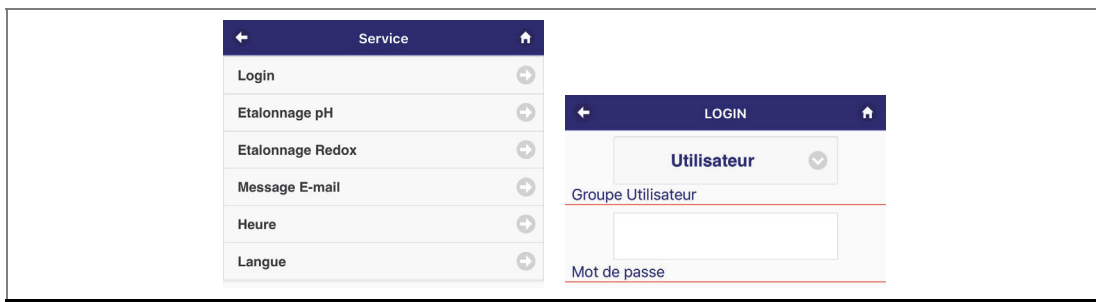 Service
Login
Etalonnage pH
Etalonnage Redox
Message E-mail
Heure
Langue
LOGIN
Utilisateur
Groupe Utilisateur
Mot de passe